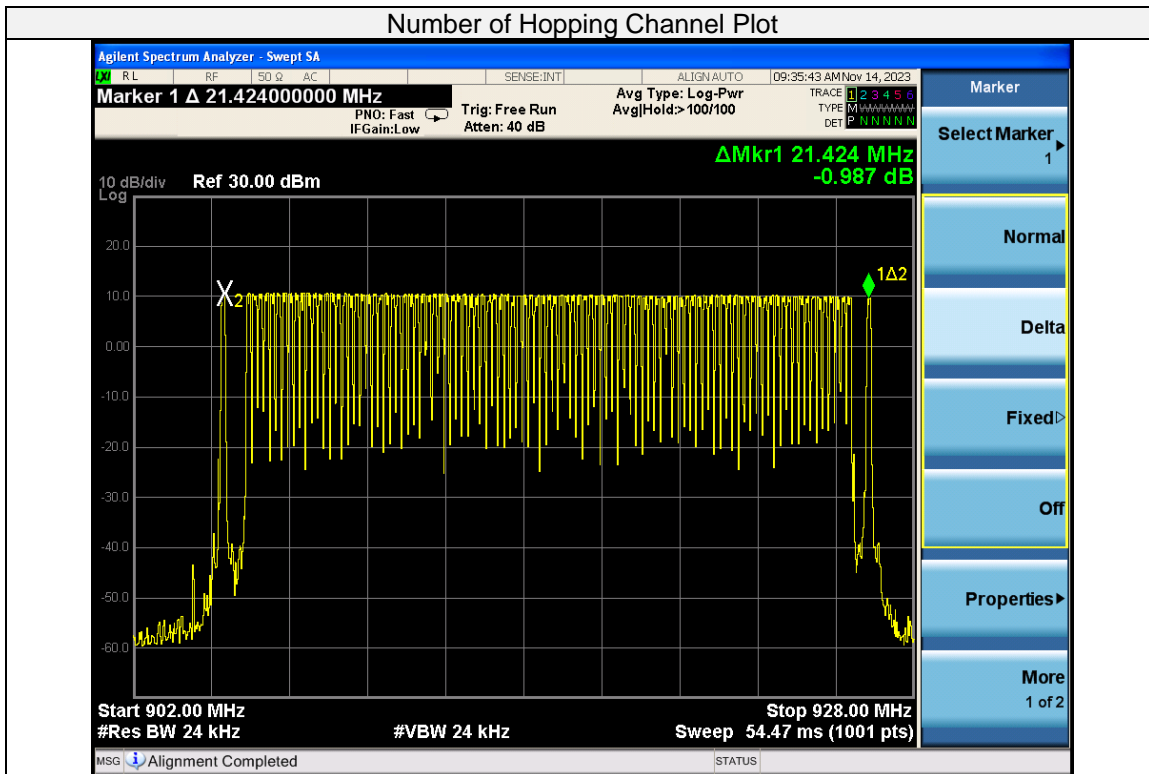 Number of Hopping Channel Plot
Agilent Spectrum Analyzer - Swept SA
LXI RL RF 50 Ω AC SENSE:INT ALIGN AUTO 09:35:43 AM Nov 14, 2023
Marker 1 Δ 21.424000000 MHz
PNO: Fast
IFGain:Low
Trig: Free Run
Atten: 40 dB
Avg Type: Log-Pwr
Avg|Hold:>100/100
TRACE 1 2 3 4 5 6
TYPE M WWWWW
DET P N N N N N
ΔMkr1 21.424 MHz
-0.987 dB
10 dB/div Ref 30.00 dBm
Log
20.0
10.0
0.00
-10.0
-20.0
-30.0
-40.0
-50.0
-60.0
X2
1Δ2
Start 902.00 MHz Stop 928.00 MHz
#Res BW 24 kHz #VBW 24 kHz Sweep 54.47 ms (1001 pts)
MSG Alignment Completed STATUS
Marker
Select Marker
1
Normal
Delta
Fixed
Off
Properties
More
1 of 2